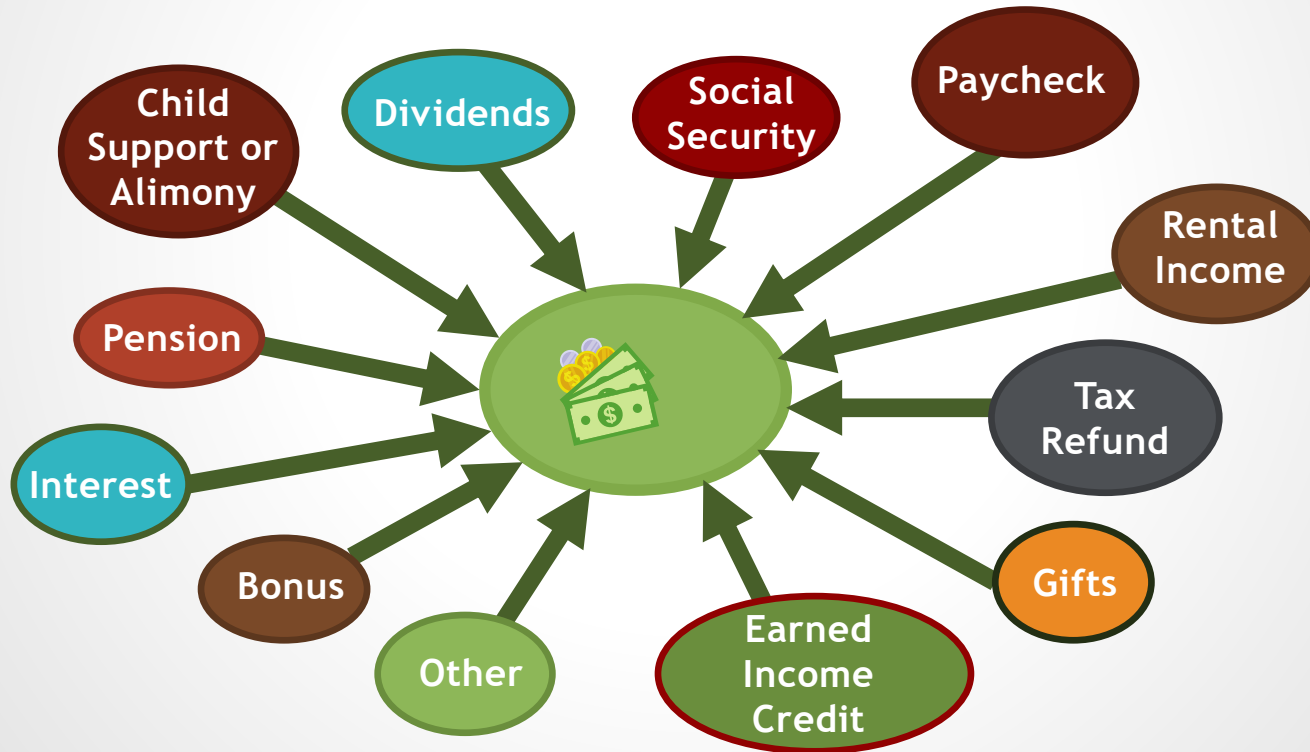 Child
Support or
Alimony
Dividends
Social
Security
Paycheck
Rental
Income
Pension
Tax
Refund
Interest
Bonus
Gifts
Other
Earned
Income
Credit